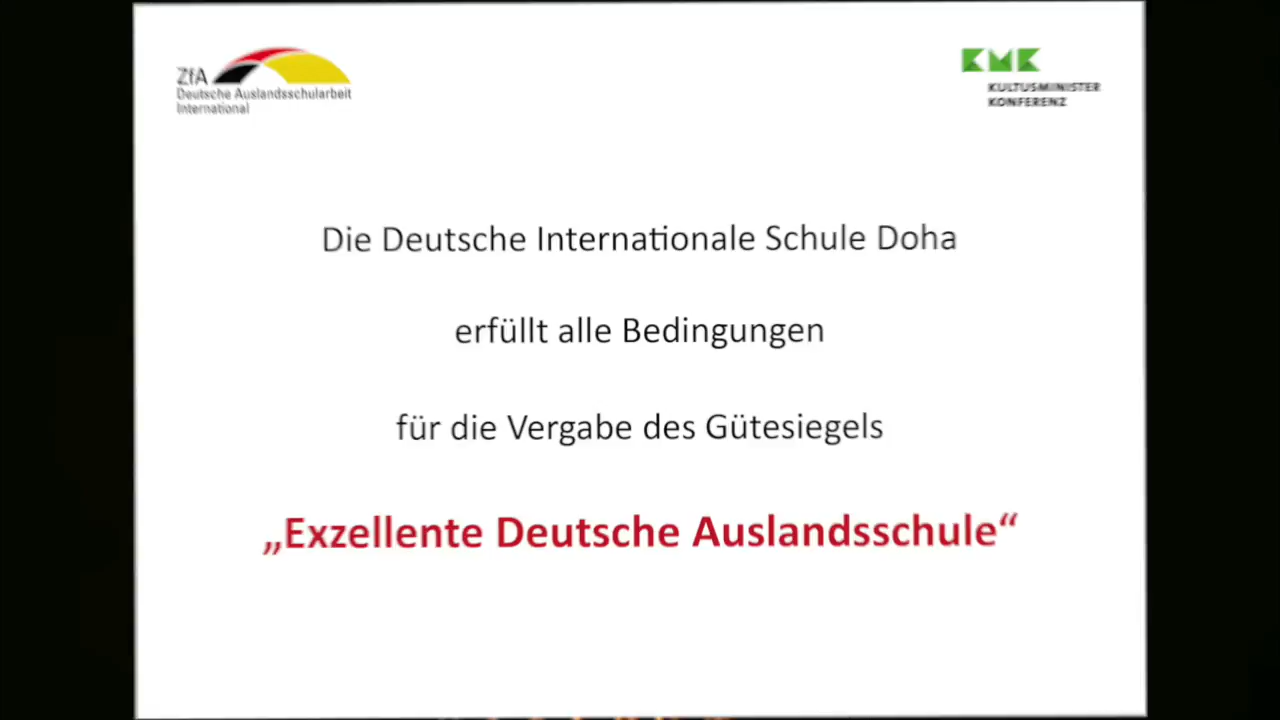 ZfA
Deutsche Auslandsschularbeit
International
KMK
KULTUSMINISTER
KONFERENZ
Die Deutsche Internationale Schule Doha
erfüllt alle Bedingungen
für die Vergabe des Gütesiegels
„Exzellente Deutsche Auslandsschule“